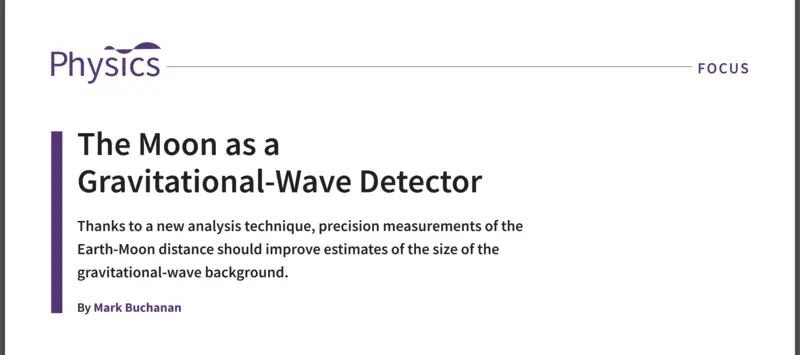 Physics
FOCUS
The Moon as a
Gravitational-Wave Detector
Thanks to a new analysis technique, precision measurements of the
Earth-Moon distance should improve estimates of the size of the
gravitational-wave background.
By Mark Buchanan